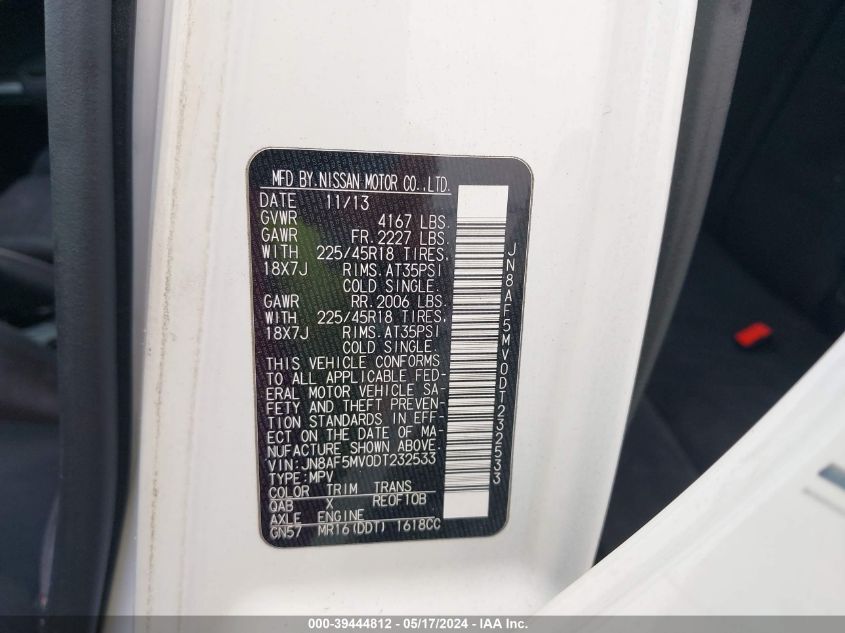 MFD BY.NISSAN MOTOR CO.,LTD.
DATE 11/13
GVWR 4167 LBS.
GAWR FR.2227 LBS.
WITH 225/45R18 TIRES,
18X7J RIMS.AT35PSI
COLD SINGLE.
GAWR RR.2006 LBS.
WITH 225/45R18 TIRES,
18X7J RIMS.AT35PSI
COLD SINGLE.
THIS VEHICLE CONFORMS
TO ALL APPLICABLE FED-
ERAL MOTOR VEHICLE SA-
FETY AND THEFT PREVEN-
TION STANDARDS IN EFF-
ECT ON THE DATE OF MA-
NUFACTURE SHOWN ABOVE.
VIN:JN8AF5MV0DT232533
TYPE:MPV
COLOR TRIM TRANS
QAB X RE0F10B
AXLE ENGINE
GN57 MR16(DDT) 1618CC
JN8AF5MV0DT232533
000-39444812 - 05/17/2024 - IAA Inc.